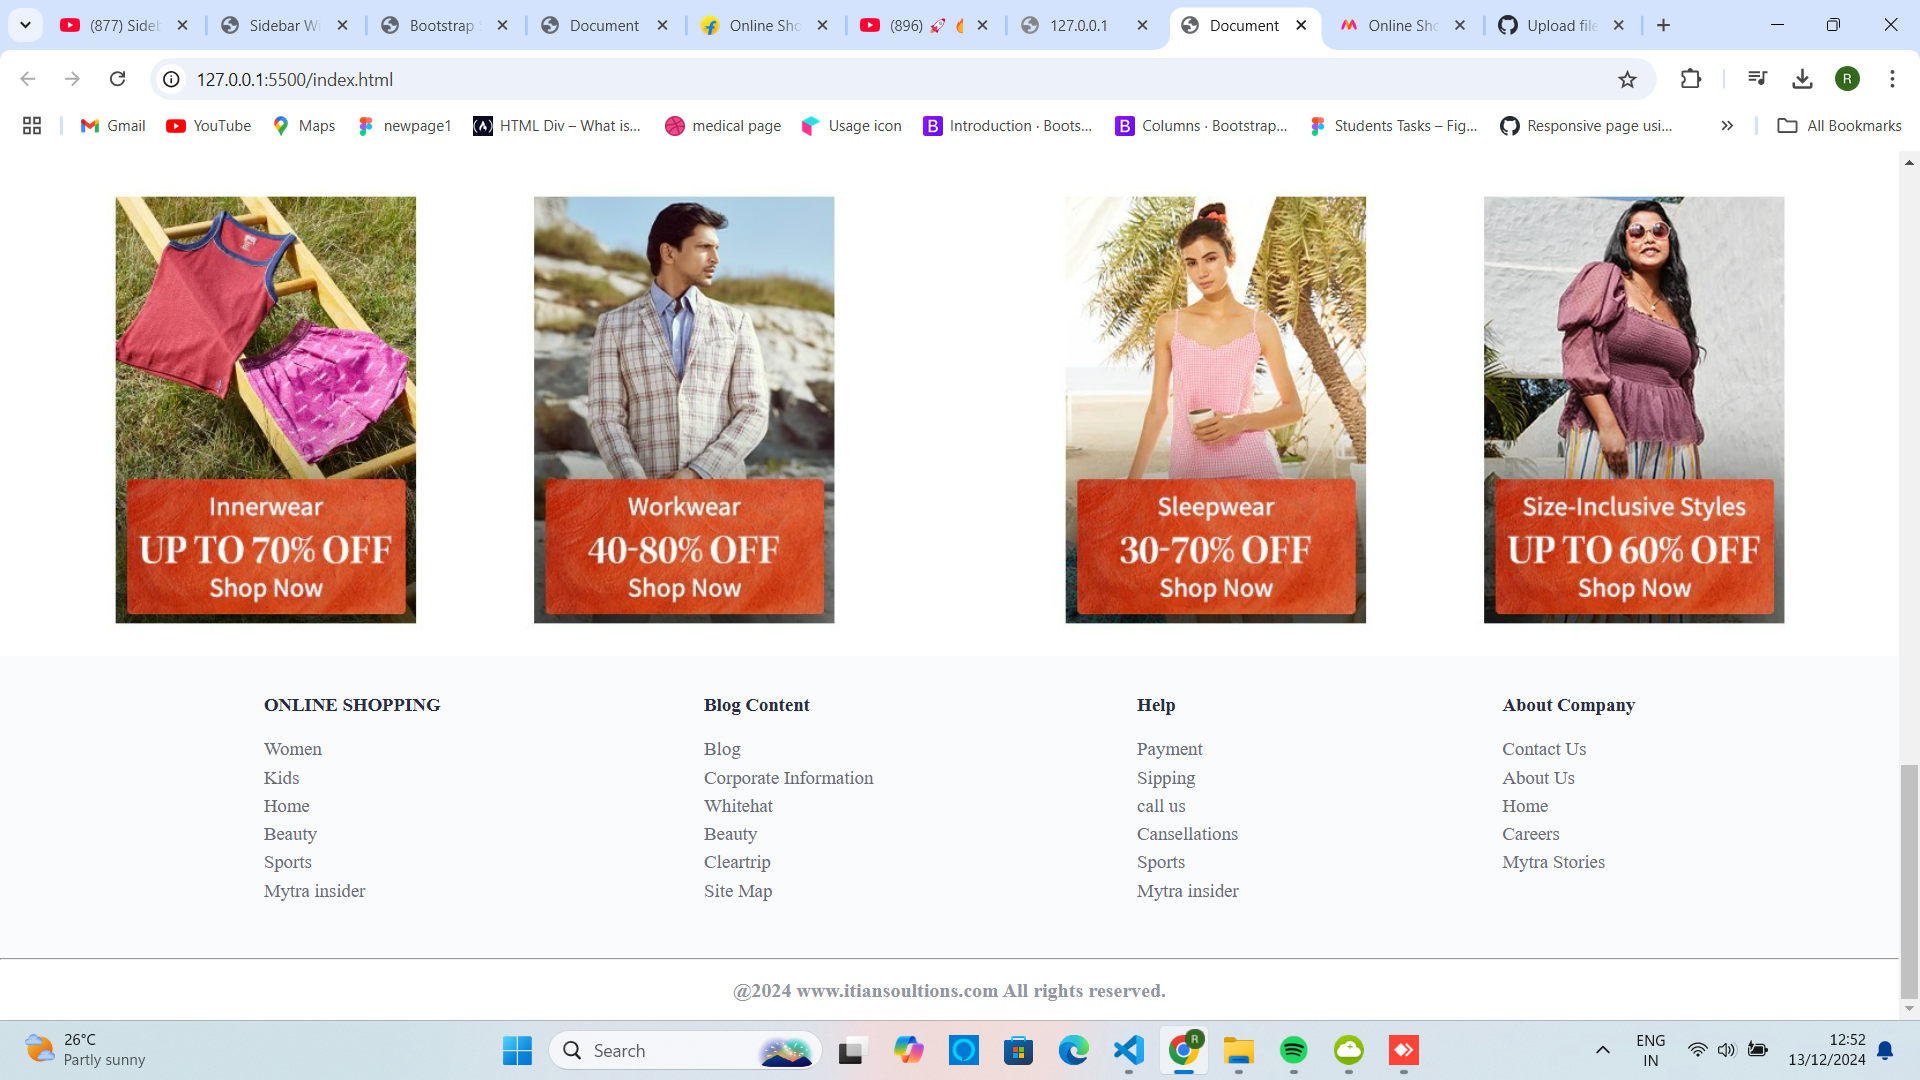 (877) Sideb
Sidebar Wi
Bootstrap S
Document
Online Sho
(896) 🚀 🔥
127.0.0.1
Document
Online Sho
Upload file
127.0.0.1:5500/index.html
R
Gmail
YouTube
Maps
newpage1
HTML Div – What is...
medical page
Usage icon
Introduction · Boots...
Columns · Bootstrap...
Students Tasks – Fig...
Responsive page usi...
All Bookmarks
Innerwear
UP TO 70% OFF
Shop Now
Workwear
40-80% OFF
Shop Now
Sleepwear
30-70% OFF
Shop Now
Size-Inclusive Styles
UP TO 60% OFF
Shop Now
ONLINE SHOPPING
Women
Kids
Home
Beauty
Sports
Mytra insider
Blog Content
Blog
Corporate Information
Whitehat
Beauty
Cleartrip
Site Map
Help
Payment
Sipping
call us
Cansellations
Sports
Mytra insider
About Company
Contact Us
About Us
Home
Careers
Mytra Stories
@2024 www.itiansoultions.com All rights reserved.
26°C
Partly sunny
Search
R
ENG
IN
12:52
13/12/2024